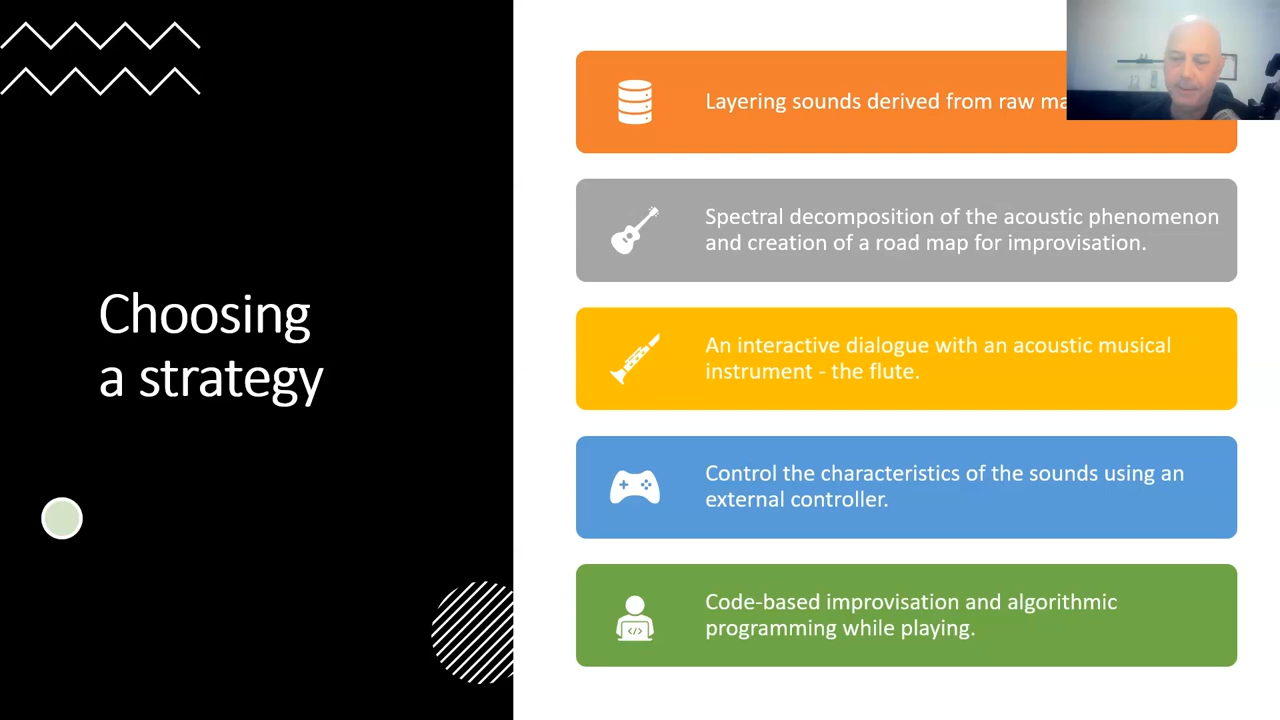 Choosing
a strategy
Layering sounds derived from raw
Spectral decomposition of the acoustic phenomenon
and creation of a road map for improvisation.
An interactive dialogue with an acoustic musical
instrument - the flute.
Control the characteristics of the sounds using an
external controller.
Code-based improvisation and algorithmic
programming while playing.